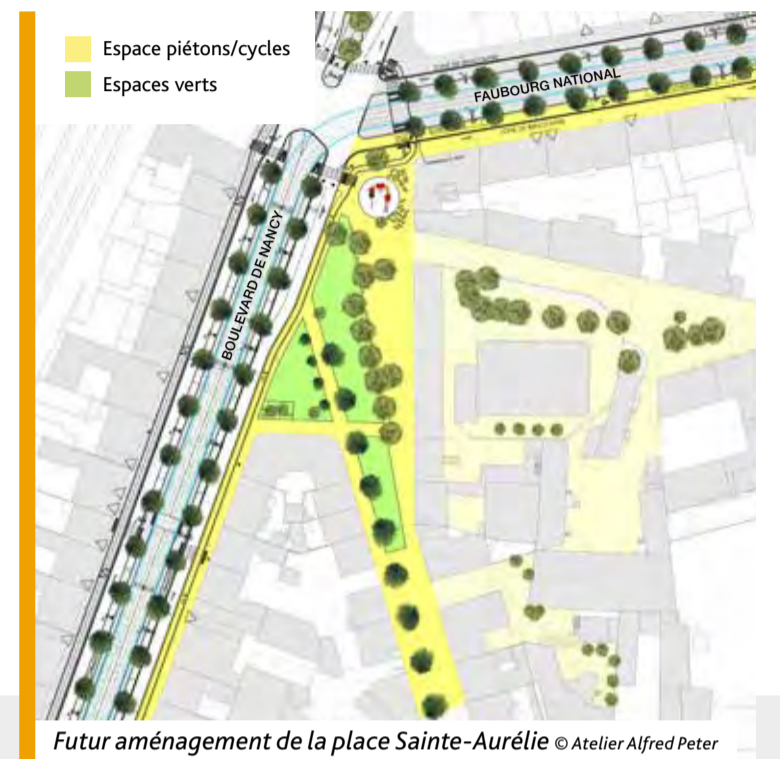 Espace piétons/cycles
Espaces verts
FAUBOURG NATIONAL
BOULEVARD DE NANCY
Futur aménagement de la place Sainte-Aurélie © Atelier Alfred Peter